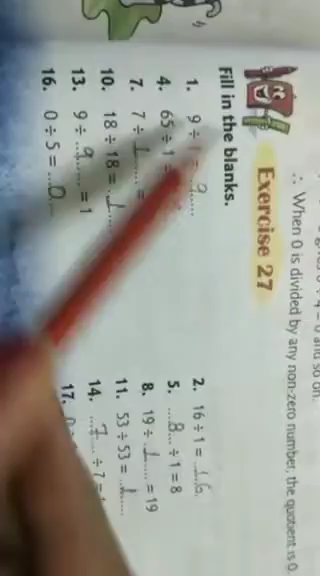 ∴ When 0 is divided by any non-zero number, the quotient is 0.
Exercise 27
Fill in the blanks.
1. 9 ÷ 1 = 9
2. 16 ÷ 1 = 16
4. 65 ÷ 1
5. 8 ÷ 1 = 8
7. 7 ÷ 1 =
8. 19 ÷ 1 = 19
10. 18 ÷ 18 = 1
11. 53 ÷ 53 = 1
13. 9 ÷ 9 = 1
14. 7 ÷ 7 =
16. 0 ÷ 5 = 0
17.